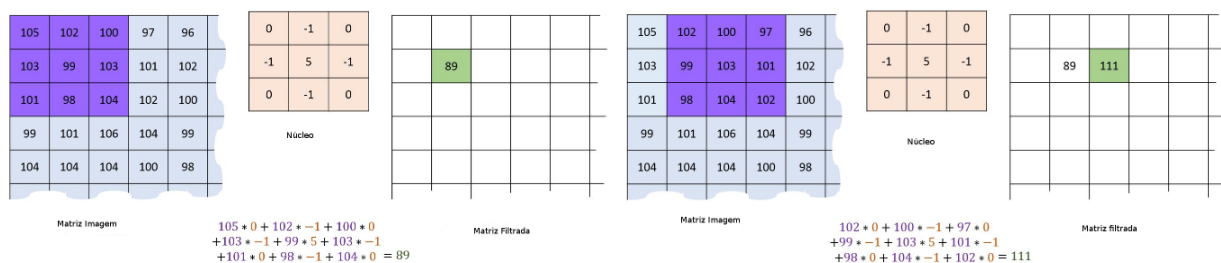 105 102 100 97 96
103 99 103 101 102
101 98 104 102 100
99 101 106 104 99
104 104 104 100 98
Matriz Imagem
0 -1 0
-1 5 -1
0 -1 0
Núcleo
89
Matriz Filtrada
105 * 0 + 102 * −1 + 100 * 0
+103 * −1 + 99 * 5 + 103 * −1
+101 * 0 + 98 * −1 + 104 * 0 = 89
105 102 100 97 96
103 99 103 101 102
101 98 104 102 100
99 101 106 104 99
104 104 104 100 98
Matriz Imagem
0 -1 0
-1 5 -1
0 -1 0
Núcleo
89 111
Matriz filtrada
102 * 0 + 100 * −1 + 97 * 0
+99 * −1 + 103 * 5 + 101 * −1
+98 * 0 + 104 * −1 + 102 * 0 = 111